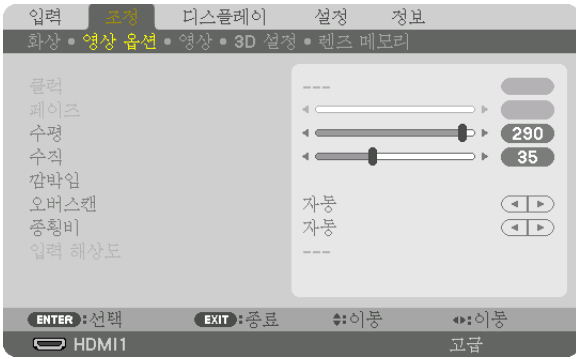 입력 조정 디스플레이 설정 정보
화상 • 영상 옵션 • 영상 • 3D 설정 • 렌즈 메모리
클럭 ---
페이즈
수평 290
수직 35
깜박임
오버스캔 자동
종횡비 자동
입력 해상도 ---
ENTER :선택 EXIT :종료 :이동 :이동
HDMI1 고급